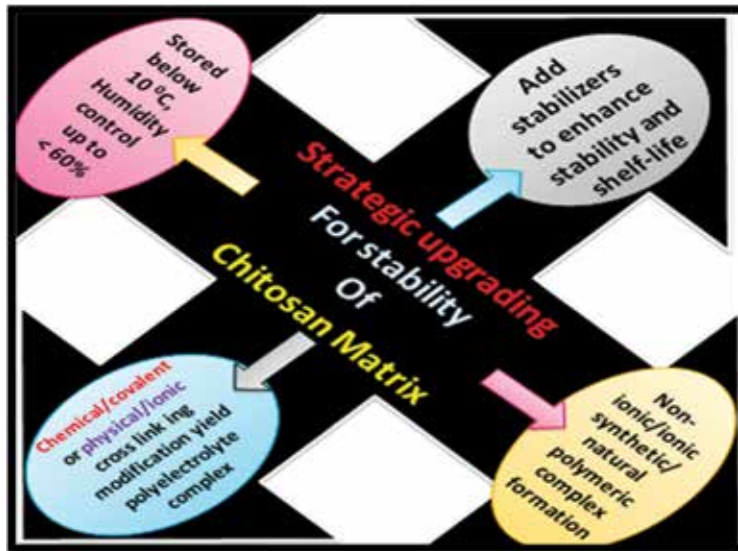 Stored
below
10 °C,
Humidity
control
up to
< 60%
Add
stabilizers
to enhance
stability and
shelf-life
Strategic upgrading
For stability
Of
Chitosan Matrix
Chemical/covalent
or physical/ionic
cross link ing
modification yield
polyelectrolyte
complex
Non-
ionic/ionic
synthetic/
natural
polymeric
complex
formation